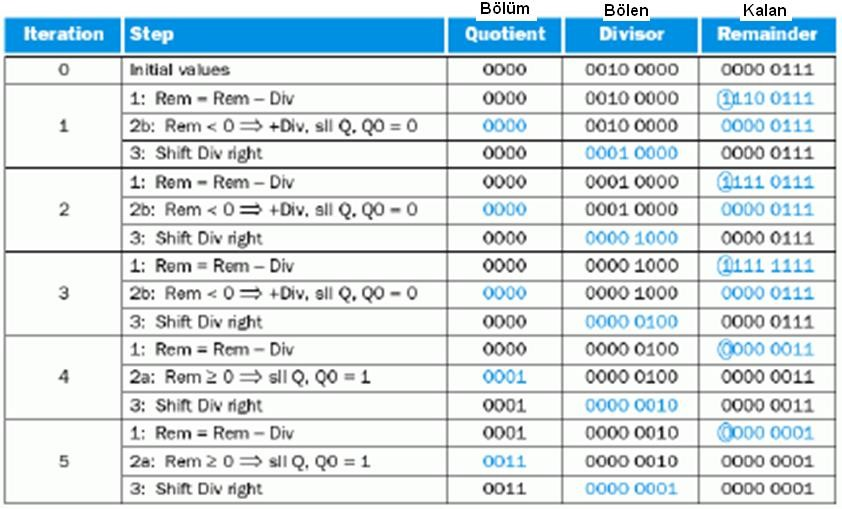 Bölüm Bölen Kalan
Iteration Step Quotient Divisor Remainder
0 Initial values 0000 0010 0000 0000 0111
1: Rem = Rem – Div 0000 0010 0000 1110 0111
1 2b: Rem < 0 ⟹ +Div, sll Q, Q0 = 0 0000 0010 0000 0000 0111
3: Shift Div right 0000 0001 0000 0000 0111
1: Rem = Rem – Div 0000 0001 0000 1111 0111
2 2b: Rem < 0 ⟹ +Div, sll Q, Q0 = 0 0000 0001 0000 0000 0111
3: Shift Div right 0000 0000 1000 0000 0111
1: Rem = Rem – Div 0000 0000 1000 1111 1111
3 2b: Rem < 0 ⟹ +Div, sll Q, Q0 = 0 0000 0000 1000 0000 0111
3: Shift Div right 0000 0000 0100 0000 0111
1: Rem = Rem – Div 0000 0000 0100 0000 0011
4 2a: Rem ≥ 0 ⟹ sll Q, Q0 = 1 0001 0000 0100 0000 0011
3: Shift Div right 0001 0000 0010 0000 0011
1: Rem = Rem – Div 0001 0000 0010 0000 0001
5 2a: Rem ≥ 0 ⟹ sll Q, Q0 = 1 0011 0000 0010 0000 0001
3: Shift Div right 0011 0000 0001 0000 0001